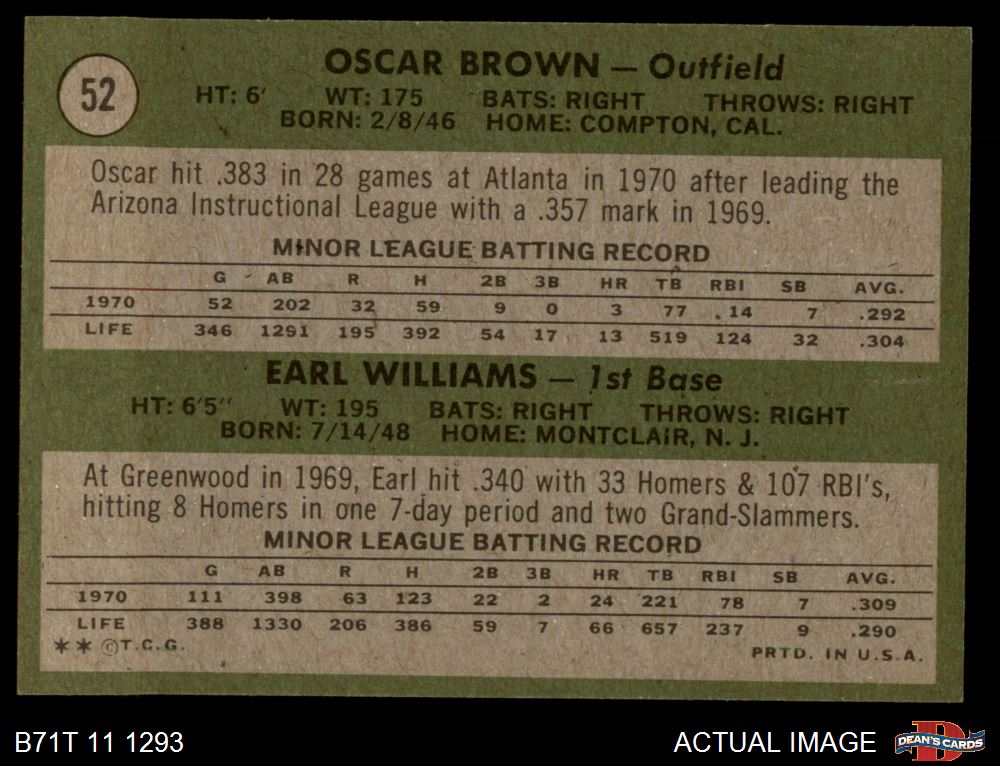 52
OSCAR BROWN — Outfield
HT: 6' WT: 175 BATS: RIGHT THROWS: RIGHT
BORN: 2/8/46 HOME: COMPTON, CAL.
Oscar hit .383 in 28 games at Atlanta in 1970 after leading the
Arizona Instructional League with a .357 mark in 1969.
MINOR LEAGUE BATTING RECORD
G AB R H 2B 3B HR TB RBI SB AVG.
1970 52 202 32 59 9 0 3 77 14 7 .292
LIFE 346 1291 195 392 54 17 13 519 124 32 .304
EARL WILLIAMS — 1st Base
HT: 6'5" WT: 195 BATS: RIGHT THROWS: RIGHT
BORN: 7/14/48 HOME: MONTCLAIR, N. J.
At Greenwood in 1969, Earl hit .340 with 33 Homers & 107 RBI's,
hitting 8 Homers in one 7-day period and two Grand-Slammers.
MINOR LEAGUE BATTING RECORD
G AB R H 2B 3B HR TB RBI SB AVG.
1970 111 398 63 123 22 2 24 221 78 7 .309
LIFE 388 1330 206 386 59 7 66 657 237 9 .290
** ©T.C.G. PRTD. IN U.S.A.
B71T 11 1293 ACTUAL IMAGE DEAN'S CARDS